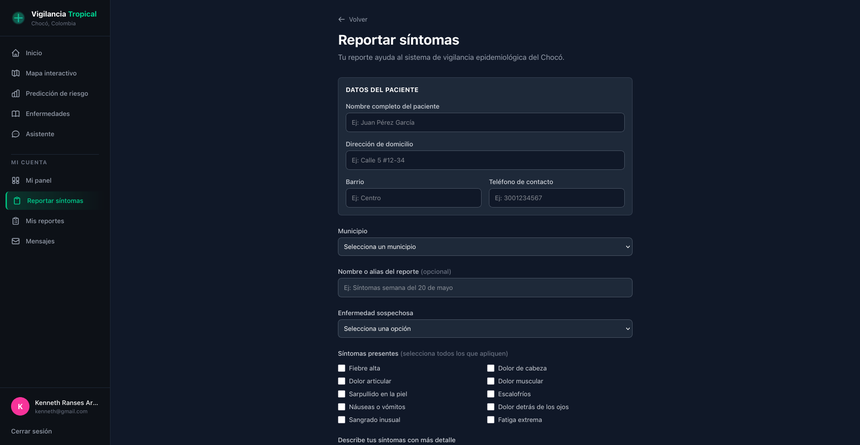 Vigilancia Tropical
Chocó, Colombia
Inicio
Mapa interactivo
Predicción de riesgo
Enfermedades
Asistente
MI CUENTA
Mi panel
Reportar síntomas
Mis reportes
Mensajes
K
Kenneth Ranses Ar...
kenneth@gmail.com
Cerrar sesión
← Volver
Reportar síntomas
Tu reporte ayuda al sistema de vigilancia epidemiológica del Chocó.
DATOS DEL PACIENTE
Nombre completo del paciente
Ej: Juan Pérez García
Dirección de domicilio
Ej: Calle 5 #12-34
Barrio
Ej: Centro
Teléfono de contacto
Ej: 3001234567
Municipio
Selecciona un municipio
Nombre o alias del reporte (opcional)
Ej: Síntomas semana del 20 de mayo
Enfermedad sospechosa
Selecciona una opción
Síntomas presentes (selecciona todos los que apliquen)
Fiebre alta
Dolor de cabeza
Dolor articular
Dolor muscular
Sarpullido en la piel
Escalofríos
Náuseas o vómitos
Dolor detrás de los ojos
Sangrado inusual
Fatiga extrema
Describe tus síntomas con más detalle